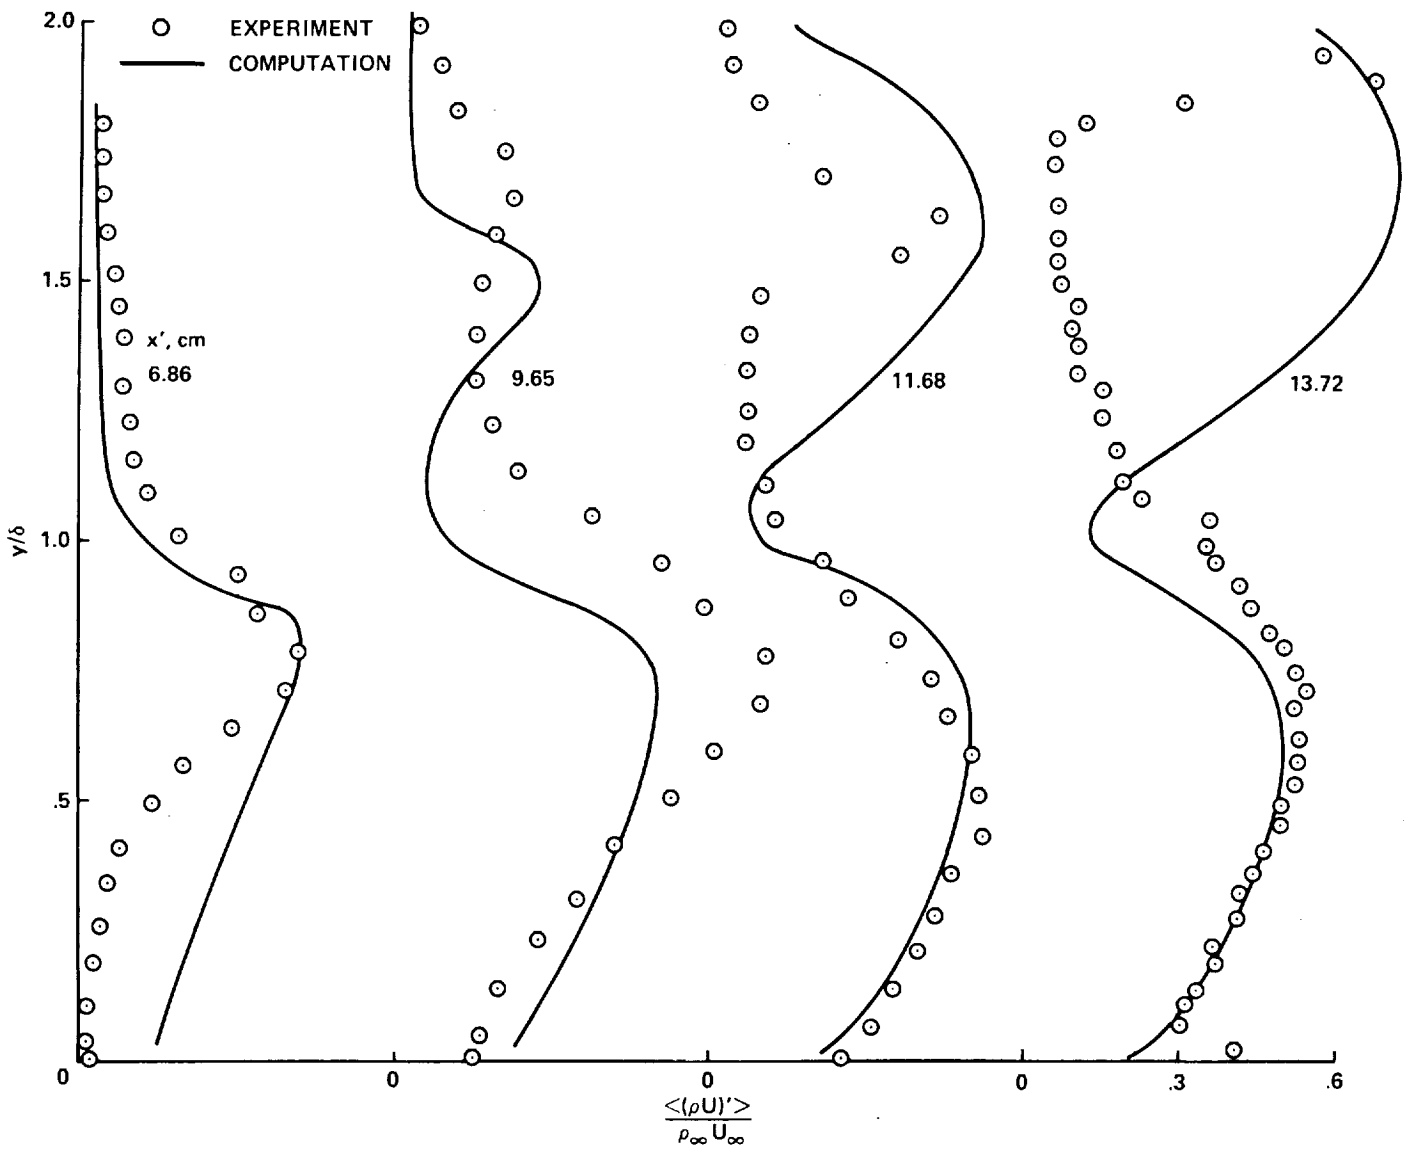 2.0
EXPERIMENT
COMPUTATION
1.5
x', cm
6.86
9.65
11.68
13.72
1.0
y/δ
.5
0
0
0
0
.3
.6
<(ρU)'>
ρ∞ U∞